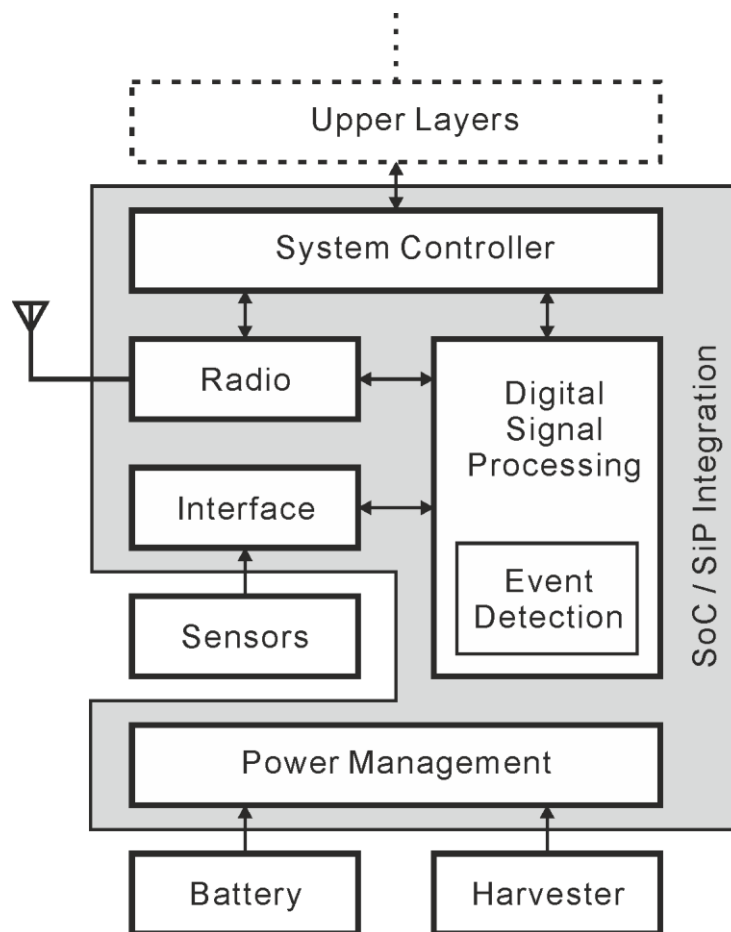 Upper Layers
System Controller
Radio
Digital
Signal
Processing
Interface
Event
Detection
Sensors
SoC / SiP Integration
Power Management
Battery
Harvester